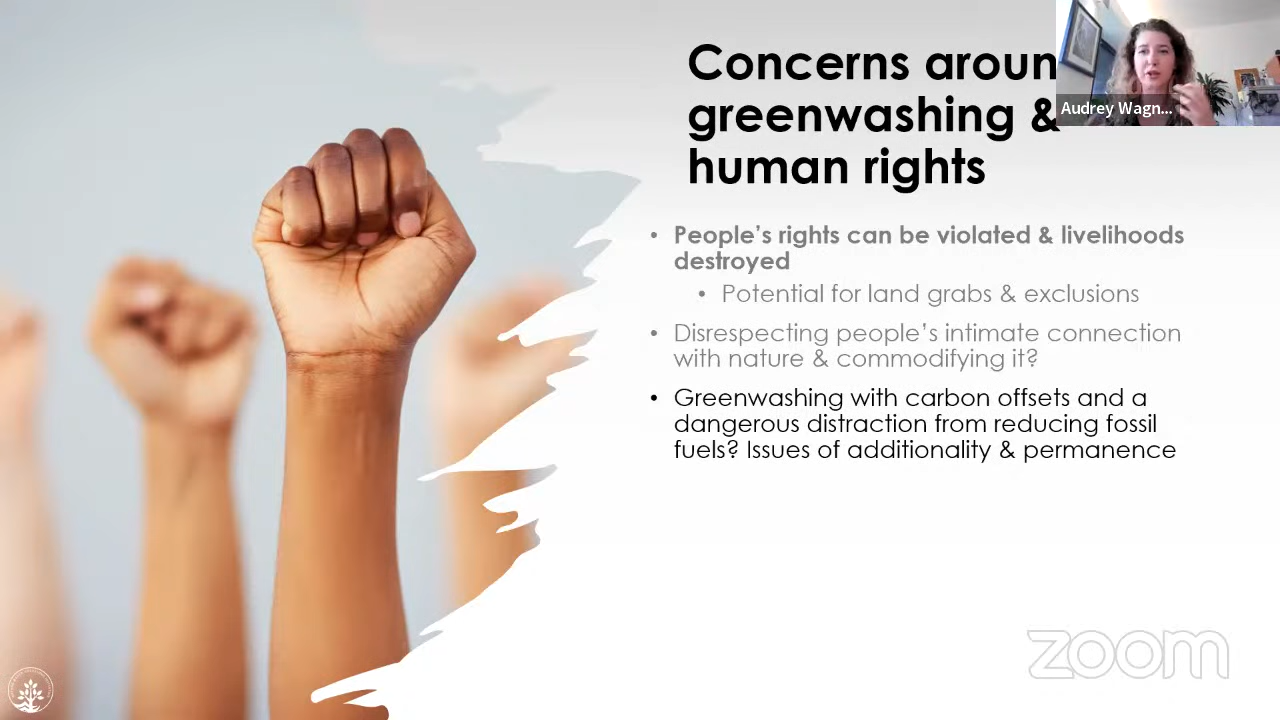 Concerns aroun
greenwashing &
human rights
Audrey Wagn...
• People's rights can be violated & livelihoods
destroyed
• Potential for land grabs & exclusions
• Disrespecting people's intimate connection
with nature & commodifying it?
• Greenwashing with carbon offsets and a
dangerous distraction from reducing fossil
fuels? Issues of additionality & permanence
zoom